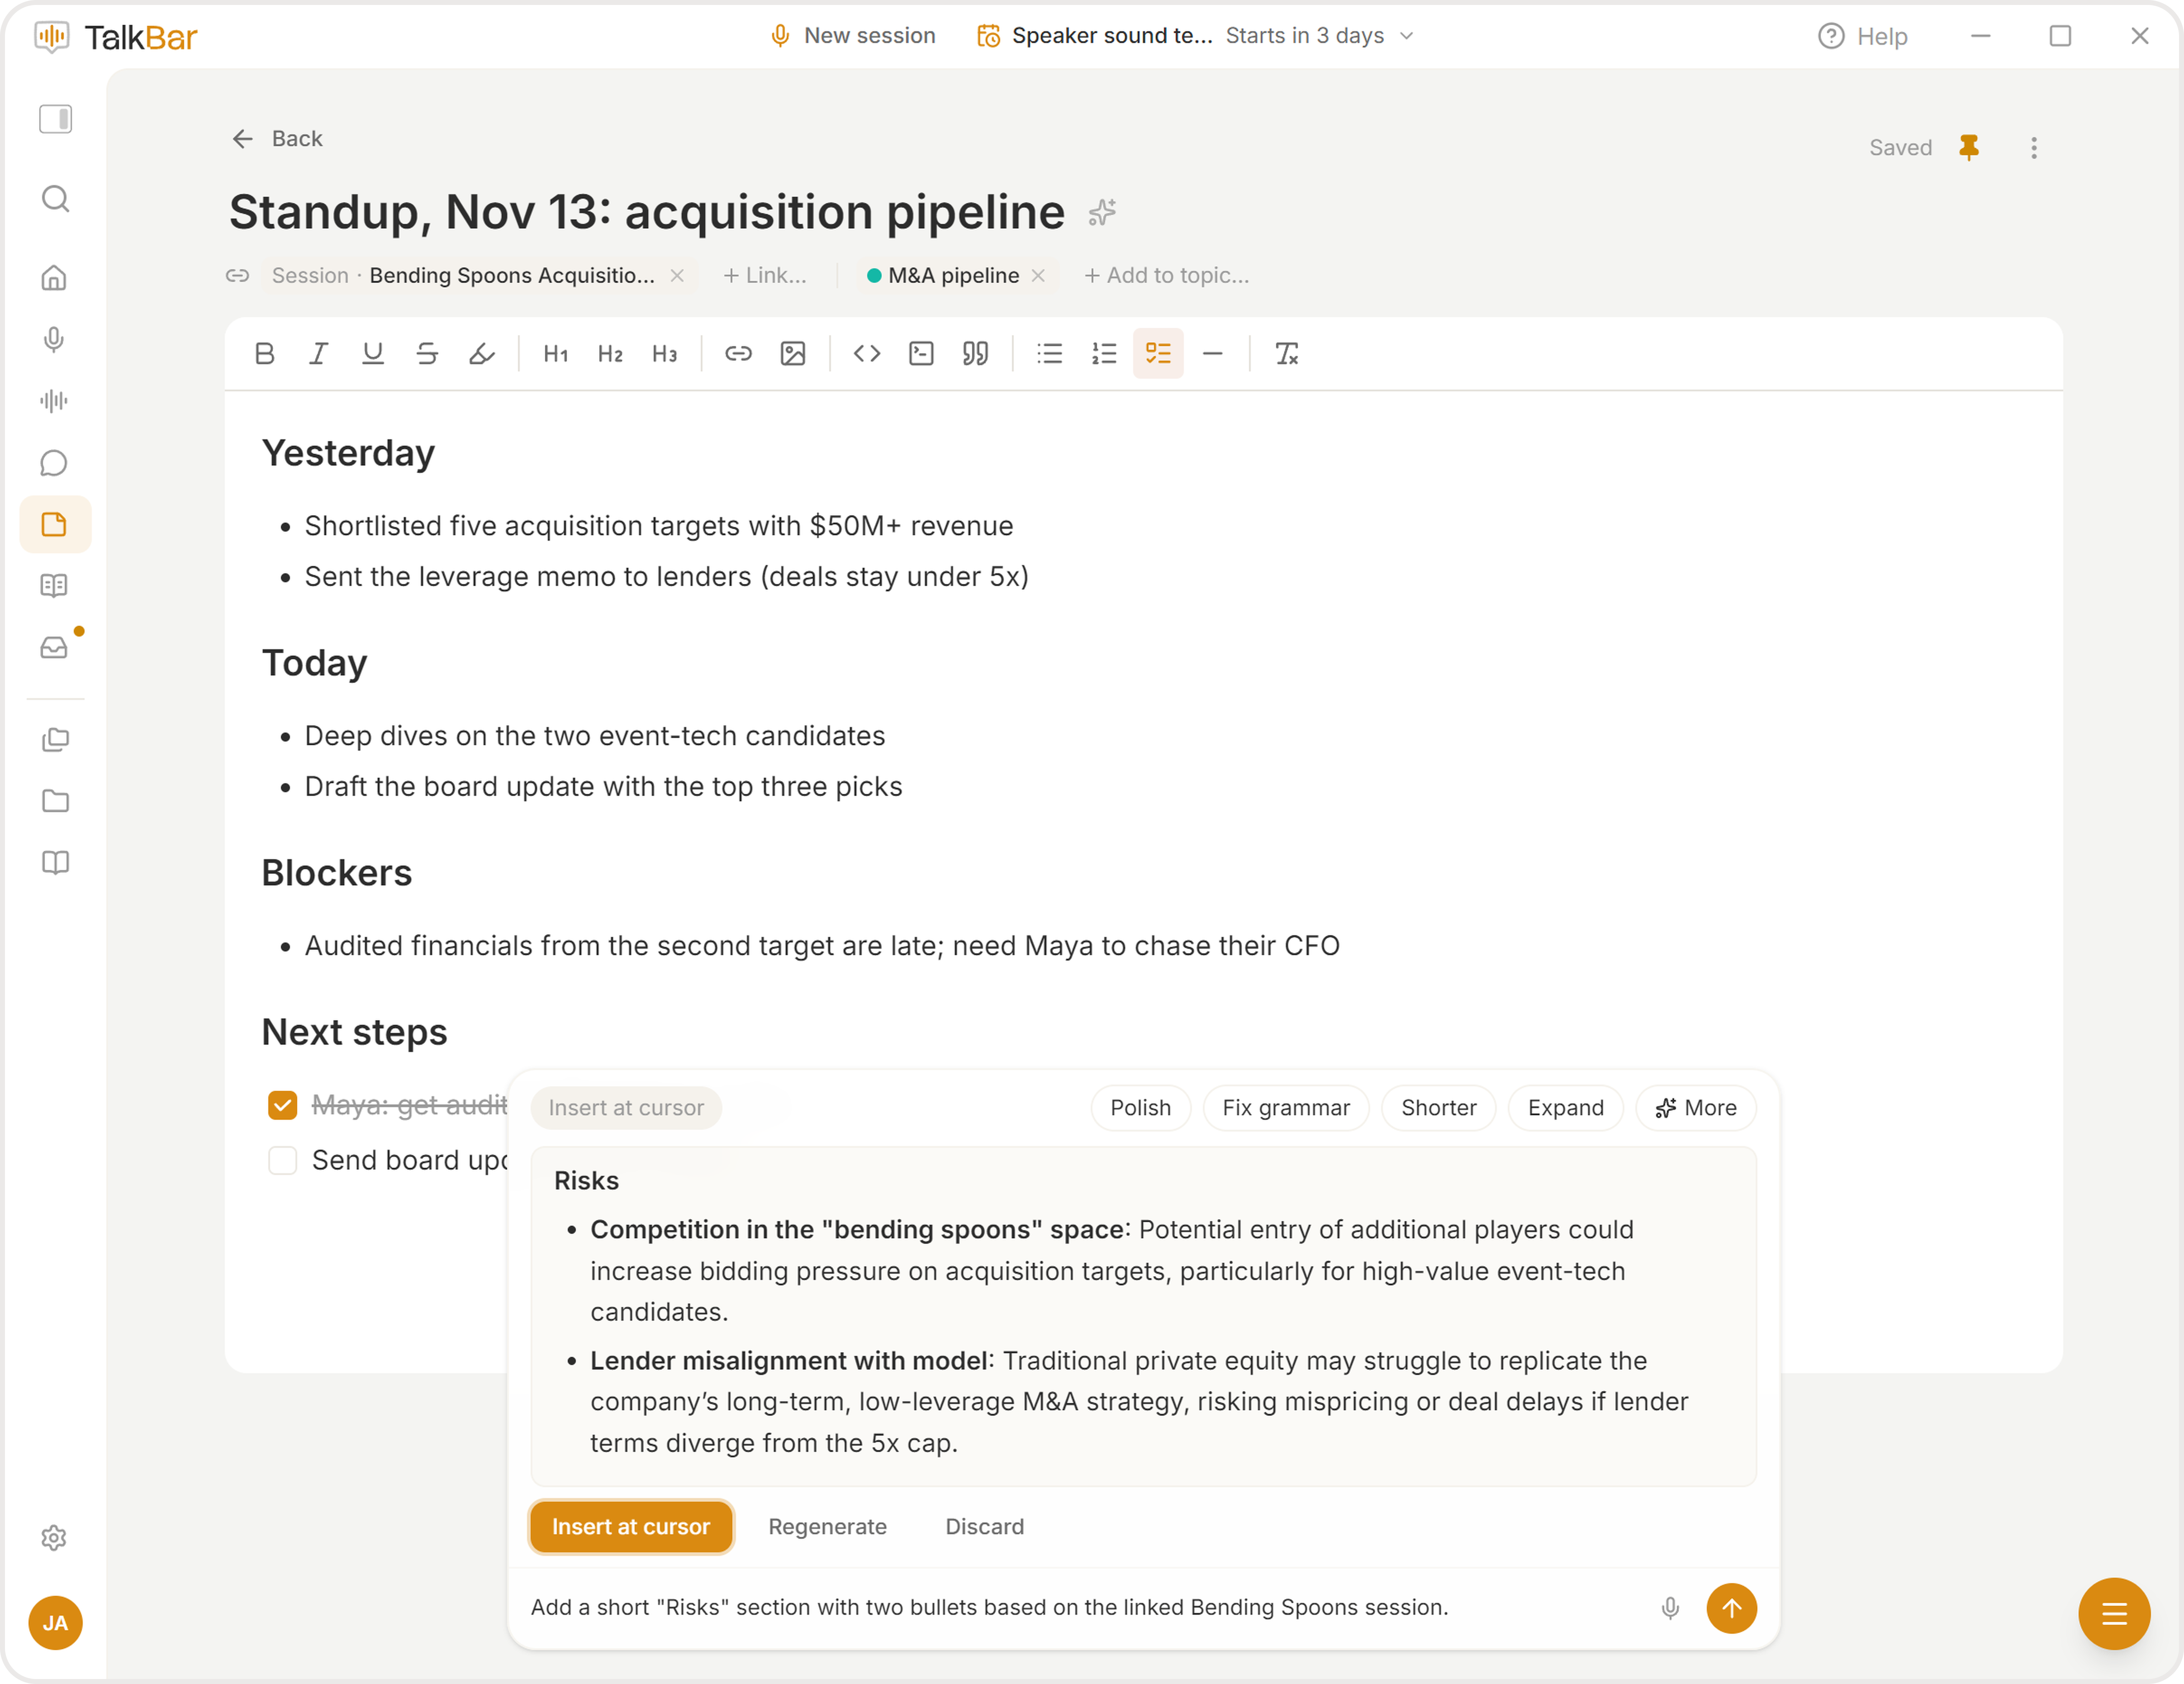 TalkBar
New session
Speaker sound te... Starts in 3 days
Help
Back
Saved
Standup, Nov 13: acquisition pipeline
Session · Bending Spoons Acquisitio...
+ Link...
M&A pipeline
+ Add to topic...
B I U S H1 H2 H3
Yesterday
• Shortlisted five acquisition targets with $50M+ revenue
• Sent the leverage memo to lenders (deals stay under 5x)
Today
• Deep dives on the two event-tech candidates
• Draft the board update with the top three picks
Blockers
• Audited financials from the second target are late; need Maya to chase their CFO
Next steps
Maya: get audit
Send board upd
Insert at cursor
Polish
Fix grammar
Shorter
Expand
More
Risks
• Competition in the "bending spoons" space: Potential entry of additional players could
increase bidding pressure on acquisition targets, particularly for high-value event-tech
candidates.
• Lender misalignment with model: Traditional private equity may struggle to replicate the
company’s long-term, low-leverage M&A strategy, risking mispricing or deal delays if lender
terms diverge from the 5x cap.
Insert at cursor
Regenerate
Discard
Add a short "Risks" section with two bullets based on the linked Bending Spoons session.
JA